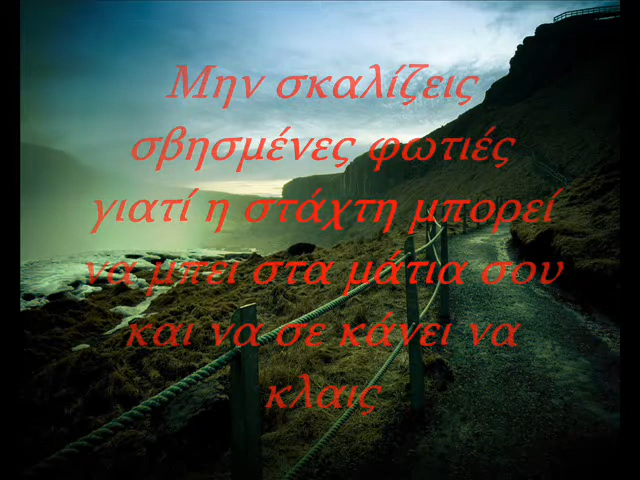 Μην σκαλίζεις
σβησμένες φωτιές
γιατί η στάχτη μπορεί
να μπει στα μάτια σου
και να σε κάνει να
κλαις